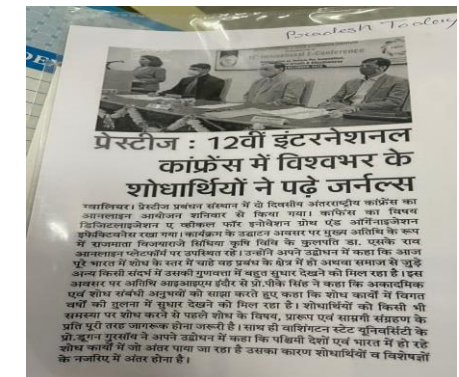 Pradesh Today
International E-Conference
प्रेस्टीज : 12वीं इंटरनेशनल
कांफ्रेंस में विश्वभर के
शोधार्थियों ने पढ़े जर्नल्स
ग्वालियर। प्रेस्टीज प्रबंधन संस्थान में दो दिवसीय अंतरराष्ट्रीय कांफ्रेंस का
आनलाइन आयोजन शनिवार से किया गया। कांफ्रेंस का विषय
डिजिटलाइजेशन ए व्हीकल फॉर इनोवेशन ग्रोथ एंड ऑर्गेनाइजेशन
इफेक्टिवनेस रखा गया। कार्यक्रम के उद्घाटन अवसर पर मुख्य अतिथि के रूप
में राजमाता विजयाराजे सिंधिया कृषि विवि के कुलपति डॉ. एसके राव
आनलाइन प्लेटफॉर्म पर उपस्थित रहे। उन्होंने अपने उद्बोधन में कहा कि आज
पूरे भारत में शोध के स्तर में चाहे वह प्रबंध के क्षेत्र में हो अथवा समाज से जुड़े
अन्य किसी संदर्भ में उसकी गुणवत्ता में बहुत सुधार देखने को मिल रहा है। इस
अवसर पर अतिथि आइआइएम इंदौर से प्रो.पीके सिंह ने कहा कि अकादमिक
एवं शोध संबंधी अनुभवों को साझा करते हुए कहा कि शोध कार्यों में विगत
वर्षों की तुलना में सुधार देखने को मिल रहा है। शोधार्थियों को किसी भी
समस्या पर शोध करने से पहले शोध के विषय, प्रारूप एवं सामग्री संग्रहण के
प्रति पूरी तरह जागरूक होना जरूरी है। साथ ही वाशिंगटन स्टेट यूनिवर्सिटी के
प्रो.डूगन गुरसॉय ने अपने उद्बोधन में कहा कि पश्चिमी देशों एवं भारत में हो रहे
शोध कार्यों में जो अंतर पाया जा रहा है उसका कारण शोधार्थियों व विशेषज्ञों
के नजरिए में अंतर होना है।